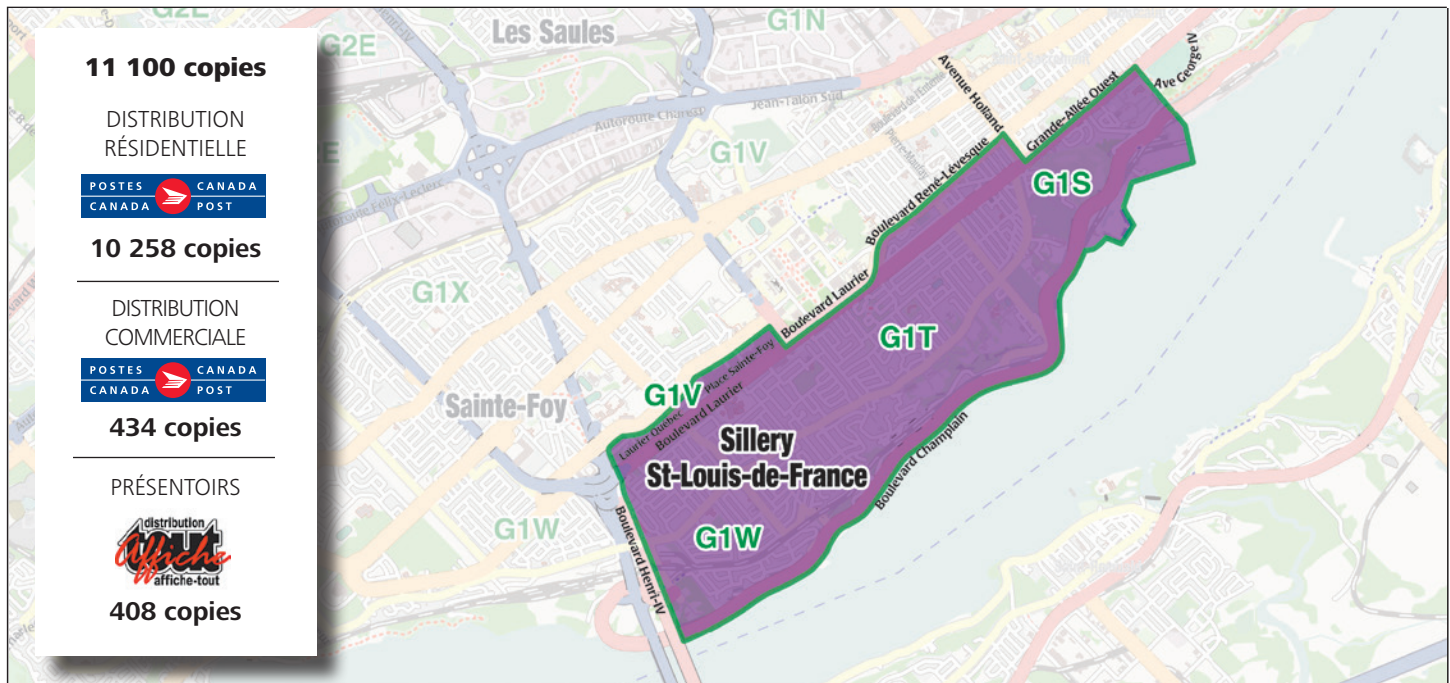 11 100 copies
DISTRIBUTION
RÉSIDENTIELLE
POSTES CANADA
CANADA POST
10 258 copies
DISTRIBUTION
COMMERCIALE
POSTES CANADA
CANADA POST
434 copies
PRÉSENTOIRS
distribution
tout
Affiche
affiche-tout
408 copies
G2E
G2E
Les Saules
G1N
Avenue Holland
Ave George IV
Grande-Allée Ouest
Jean-Talon Sud
Autoroute Charest
G1V
Boulevard René-Lévesque
G1S
G1X
Boulevard Laurier
G1T
Place Sainte-Foy
G1V
Laurier Québec
Boulevard Laurier
Sainte-Foy
Sillery
St-Louis-de-France
Boulevard Champlain
G1W
G1W
Boulevard Henri-IV